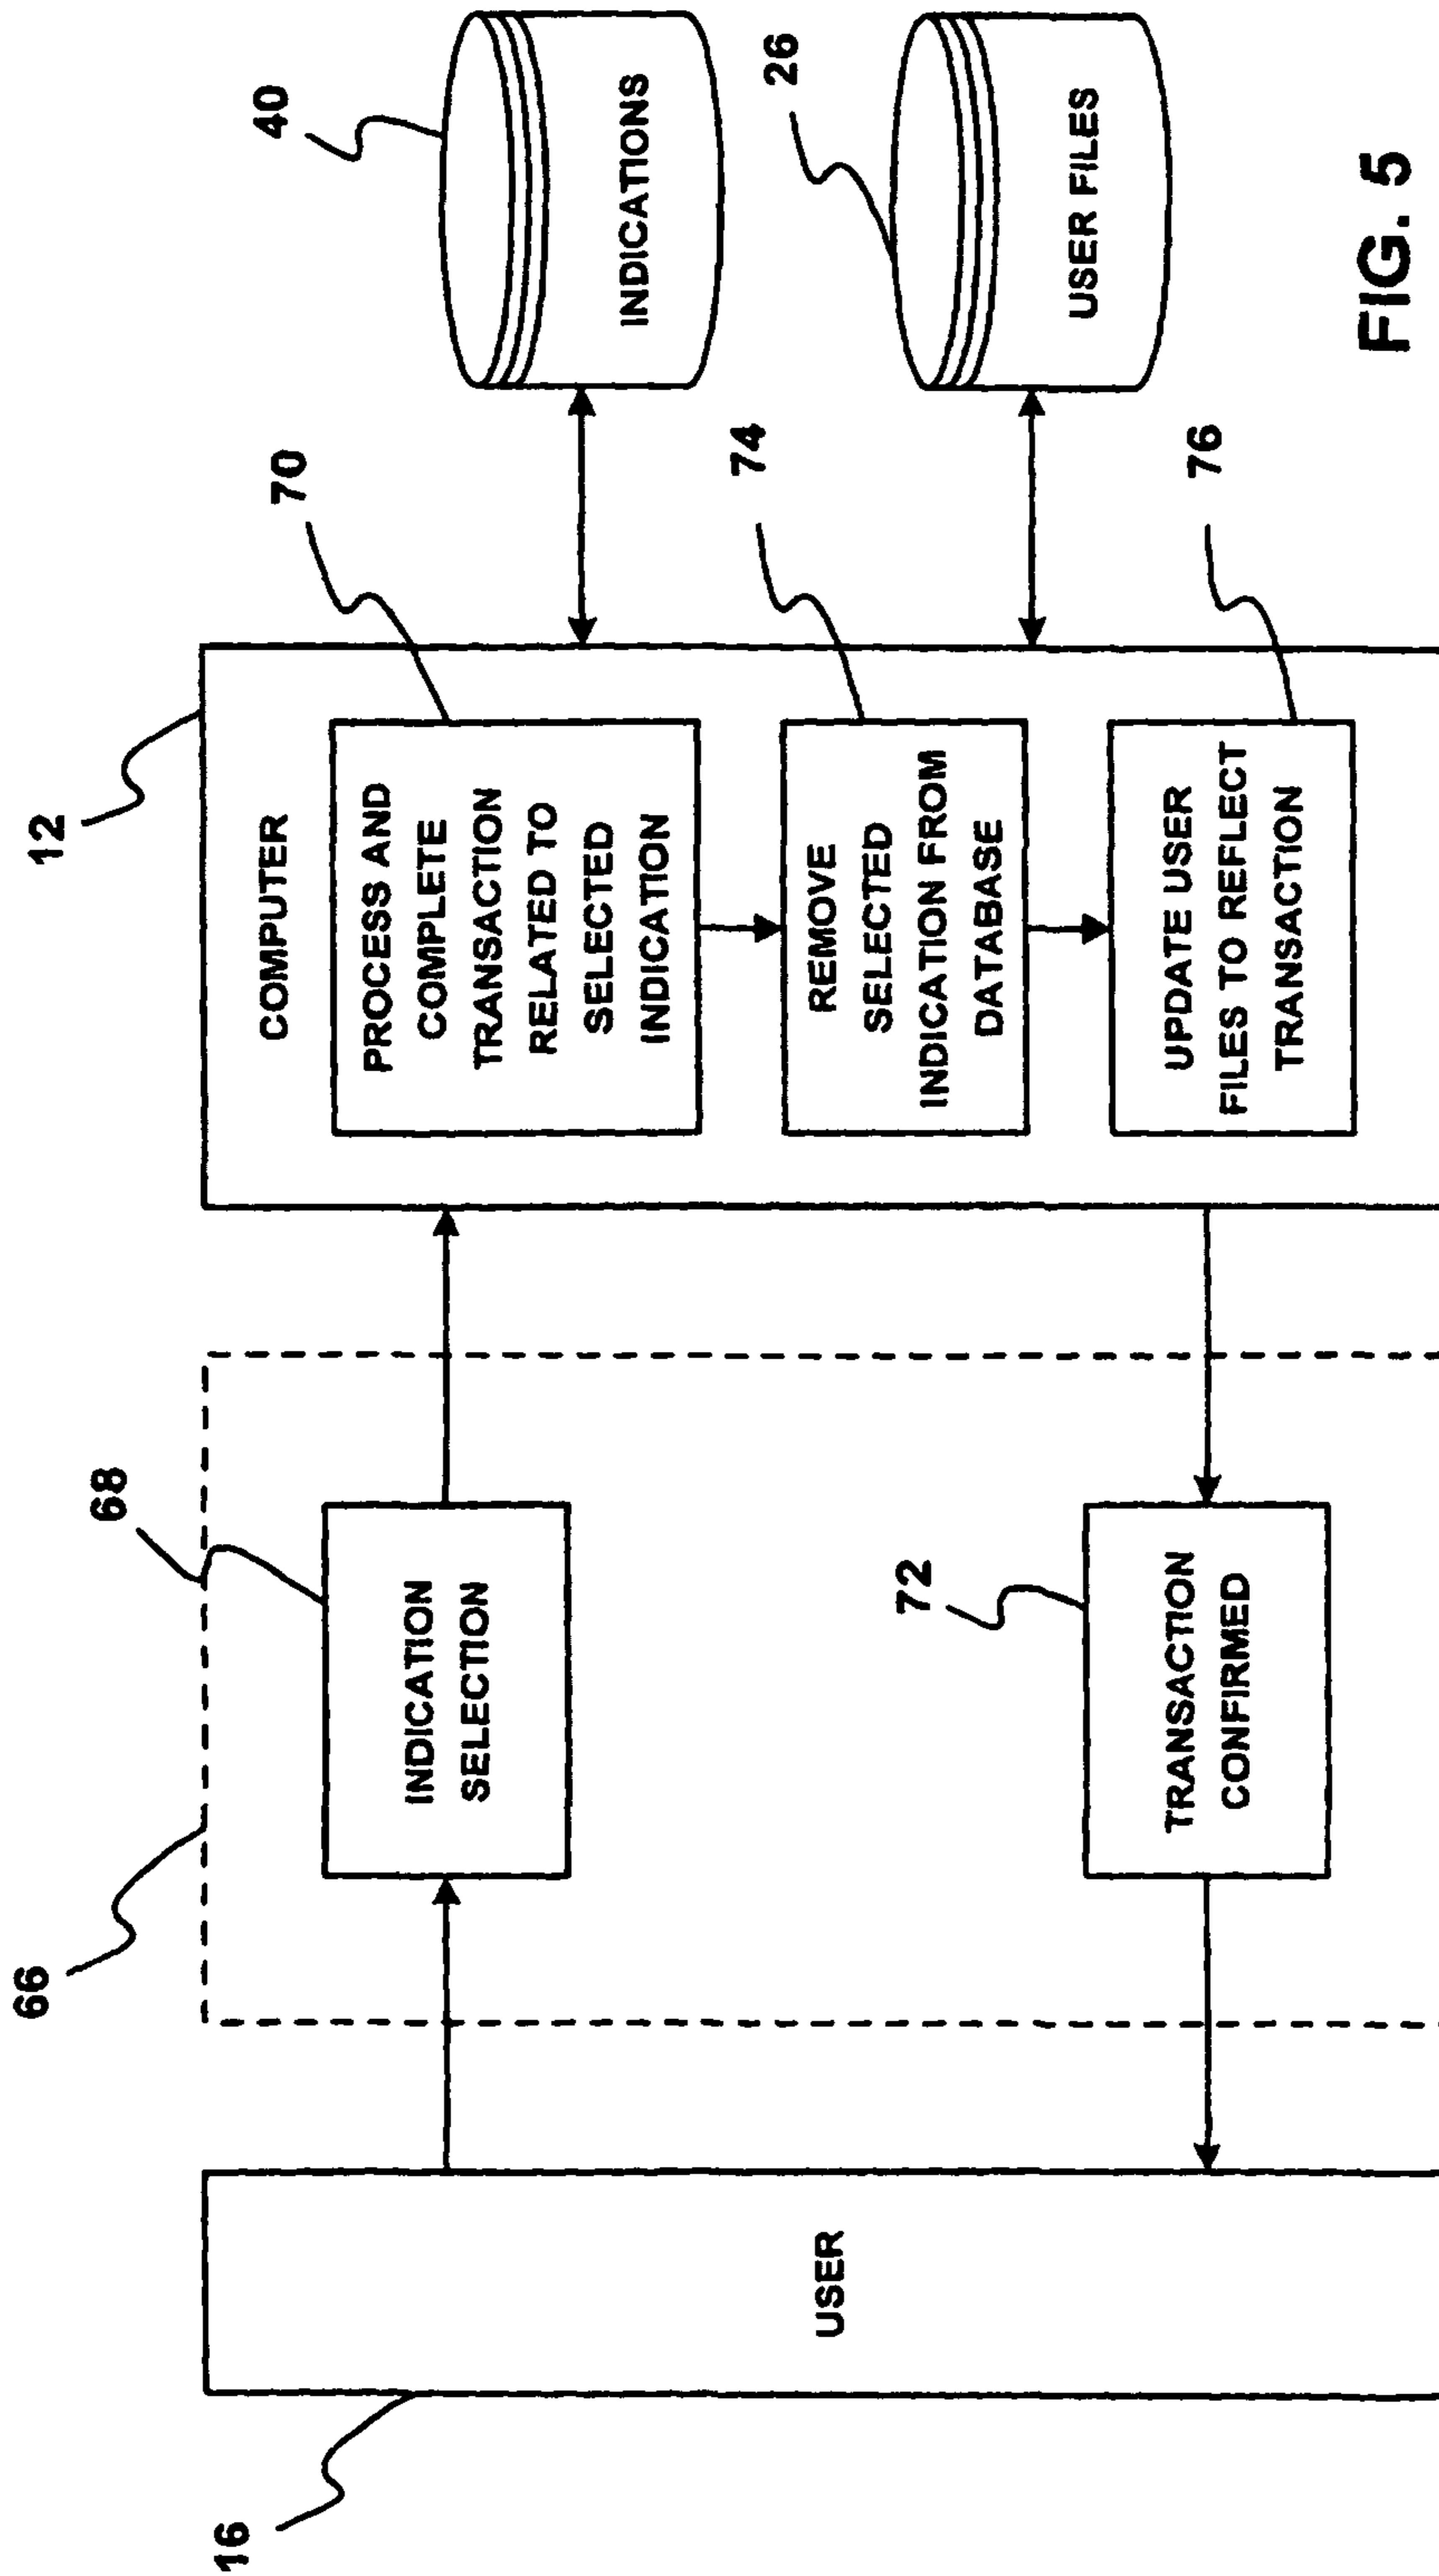 16
USER
66
68
INDICATION
SELECTION
72
TRANSACTION
CONFIRMED
12
COMPUTER
70
PROCESS AND
COMPLETE
TRANSACTION
RELATED TO
SELECTED
INDICATION
74
REMOVE
SELECTED
INDICATION FROM
DATABASE
76
UPDATE USER
FILES TO REFLECT
TRANSACTION
40
INDICATIONS
26
USER FILES
FIG. 5